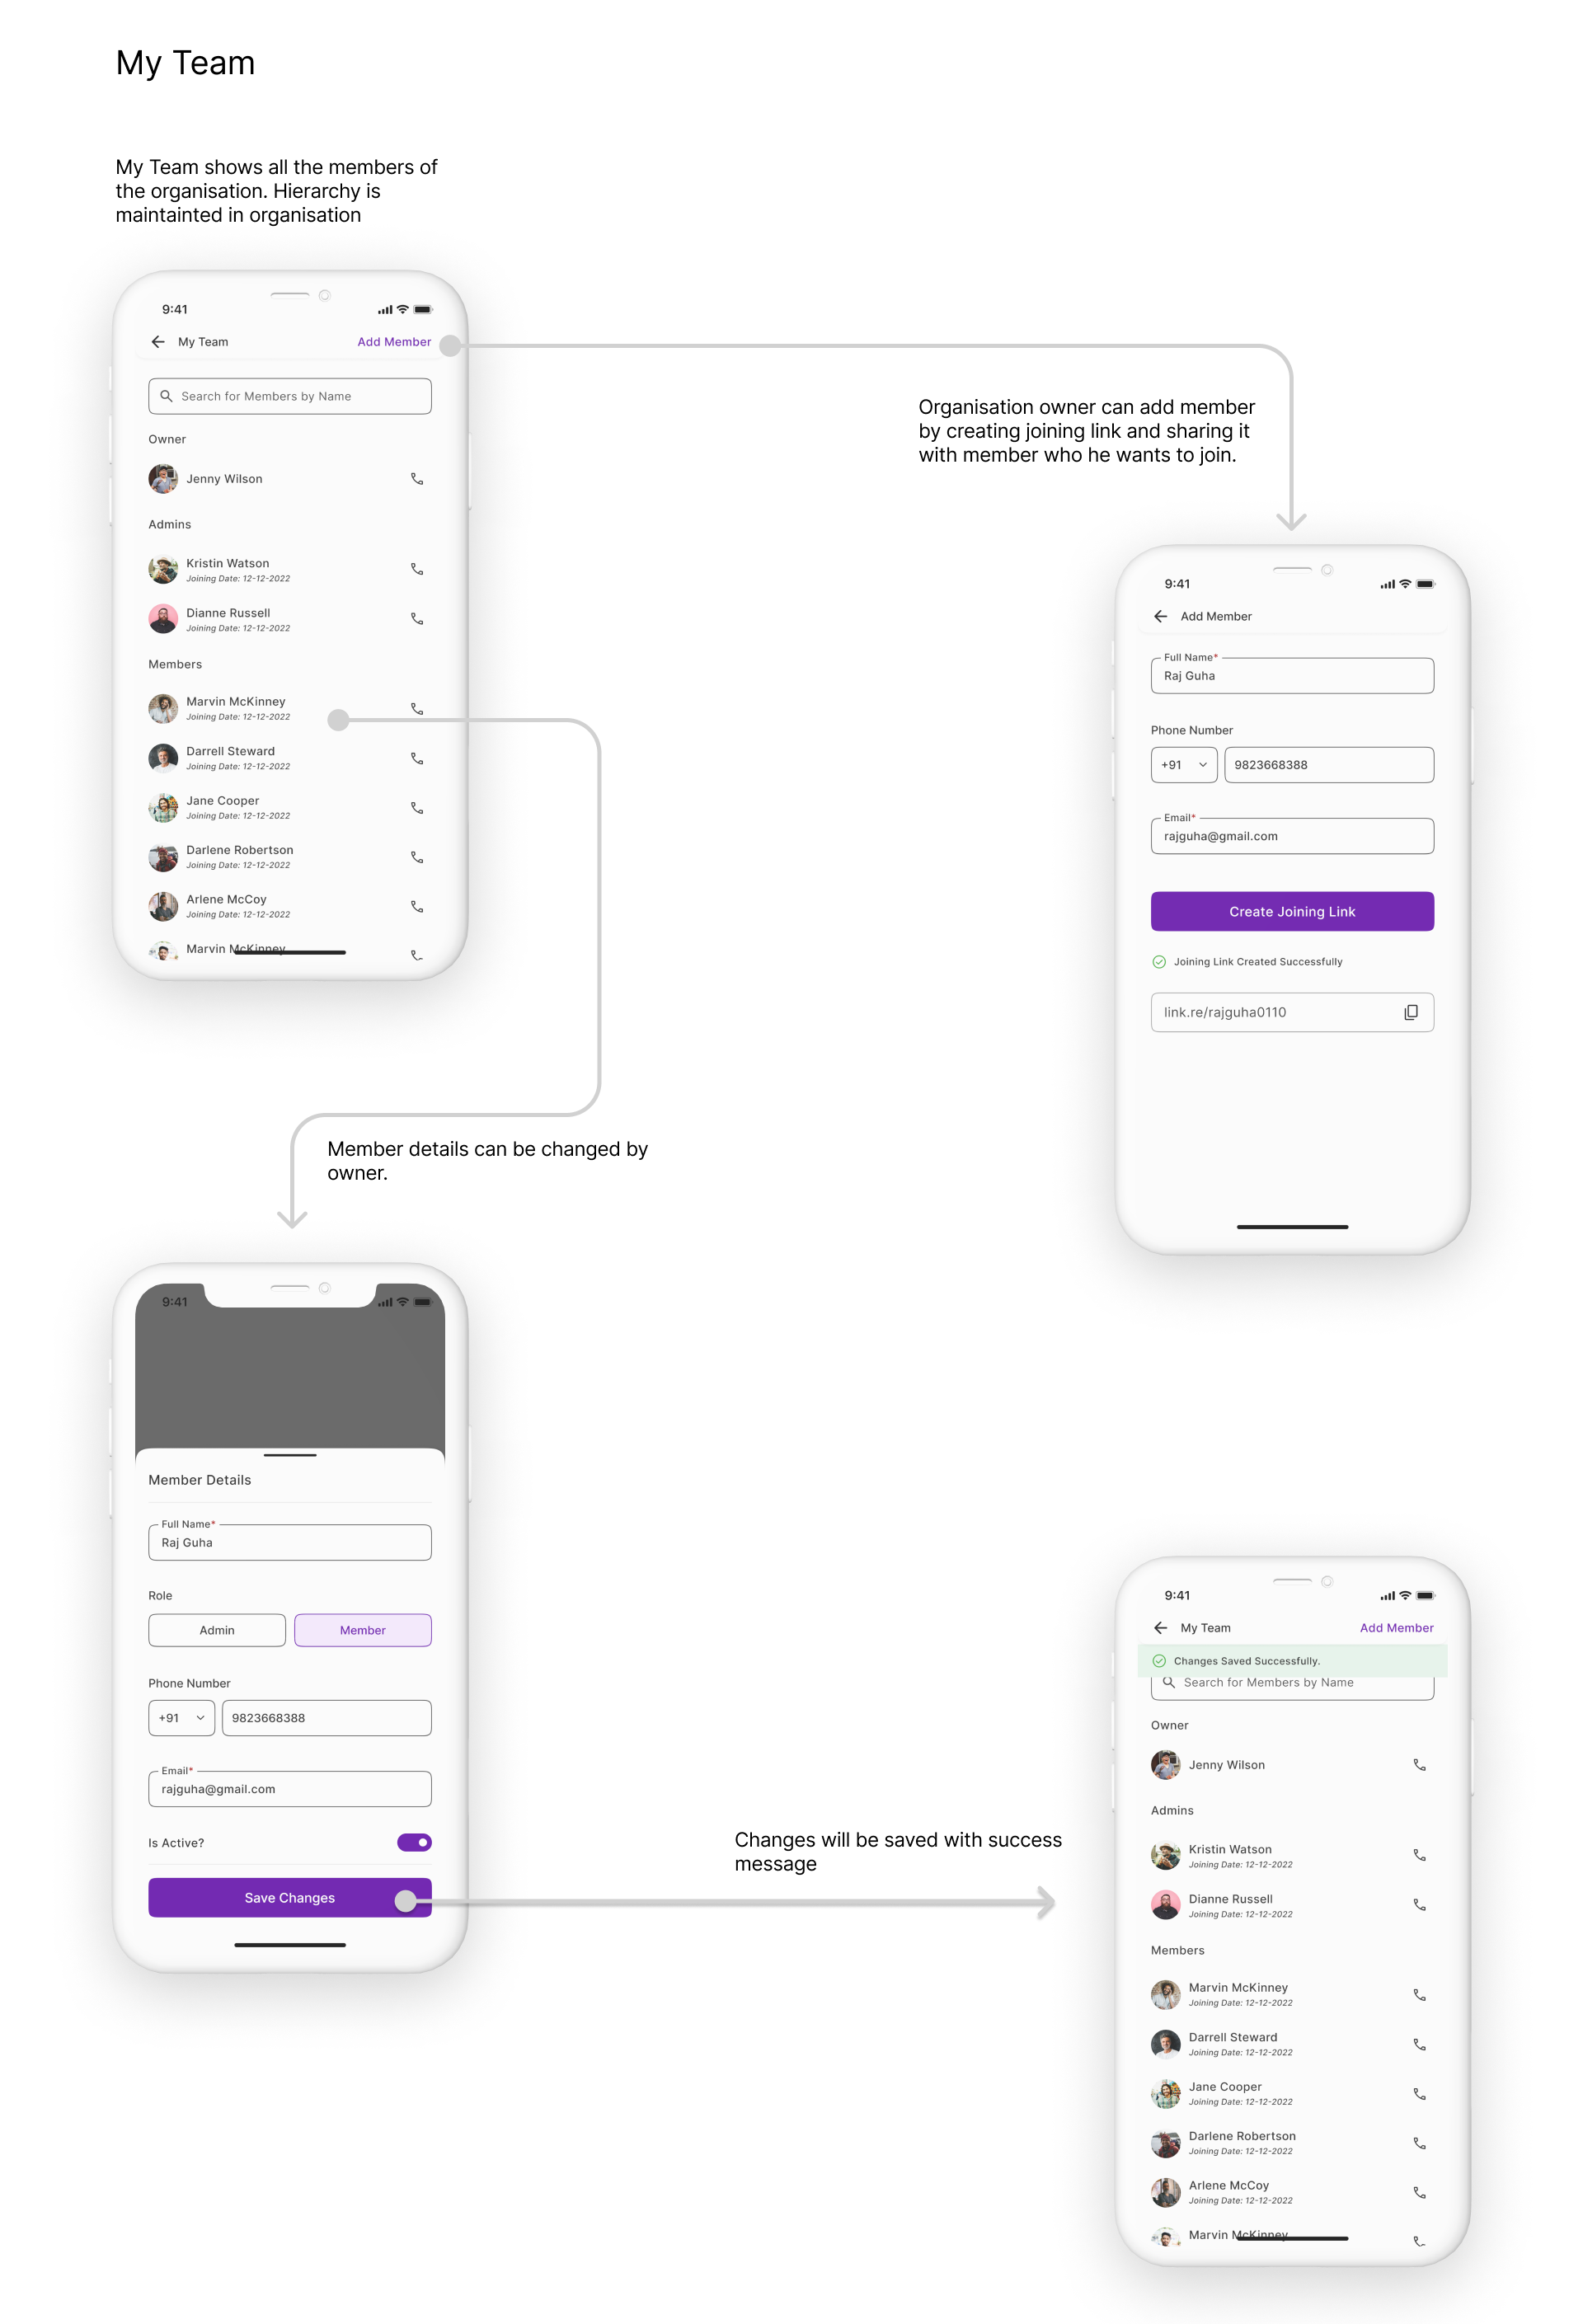 My Team
My Team shows all the members of
the organisation. Hierarchy is
maintainted in organisation
9:41
My Team Add Member
Search for Members by Name
Owner
Jenny Wilson
Admins
Kristin Watson
Joining Date: 12-12-2022
Dianne Russell
Joining Date: 12-12-2022
Members
Marvin McKinney
Joining Date: 12-12-2022
Darrell Steward
Joining Date: 12-12-2022
Jane Cooper
Joining Date: 12-12-2022
Darlene Robertson
Joining Date: 12-12-2022
Arlene McCoy
Joining Date: 12-12-2022
Marvin McKinney
Organisation owner can add member
by creating joining link and sharing it
with member who he wants to join.
9:41
Add Member
Full Name*
Raj Guha
Phone Number
+91 9823668388
Email*
rajguha@gmail.com
Create Joining Link
Joining Link Created Successfully
link.re/rajguha0110
Member details can be changed by
owner.
9:41
Member Details
Full Name*
Raj Guha
Role
Admin Member
Phone Number
+91 9823668388
Email*
rajguha@gmail.com
Is Active?
Save Changes
Changes will be saved with success
message
9:41
My Team Add Member
Changes Saved Successfully.
Search for Members by Name
Owner
Jenny Wilson
Admins
Kristin Watson
Joining Date: 12-12-2022
Dianne Russell
Joining Date: 12-12-2022
Members
Marvin McKinney
Joining Date: 12-12-2022
Darrell Steward
Joining Date: 12-12-2022
Jane Cooper
Joining Date: 12-12-2022
Darlene Robertson
Joining Date: 12-12-2022
Arlene McCoy
Joining Date: 12-12-2022
Marvin McKinney